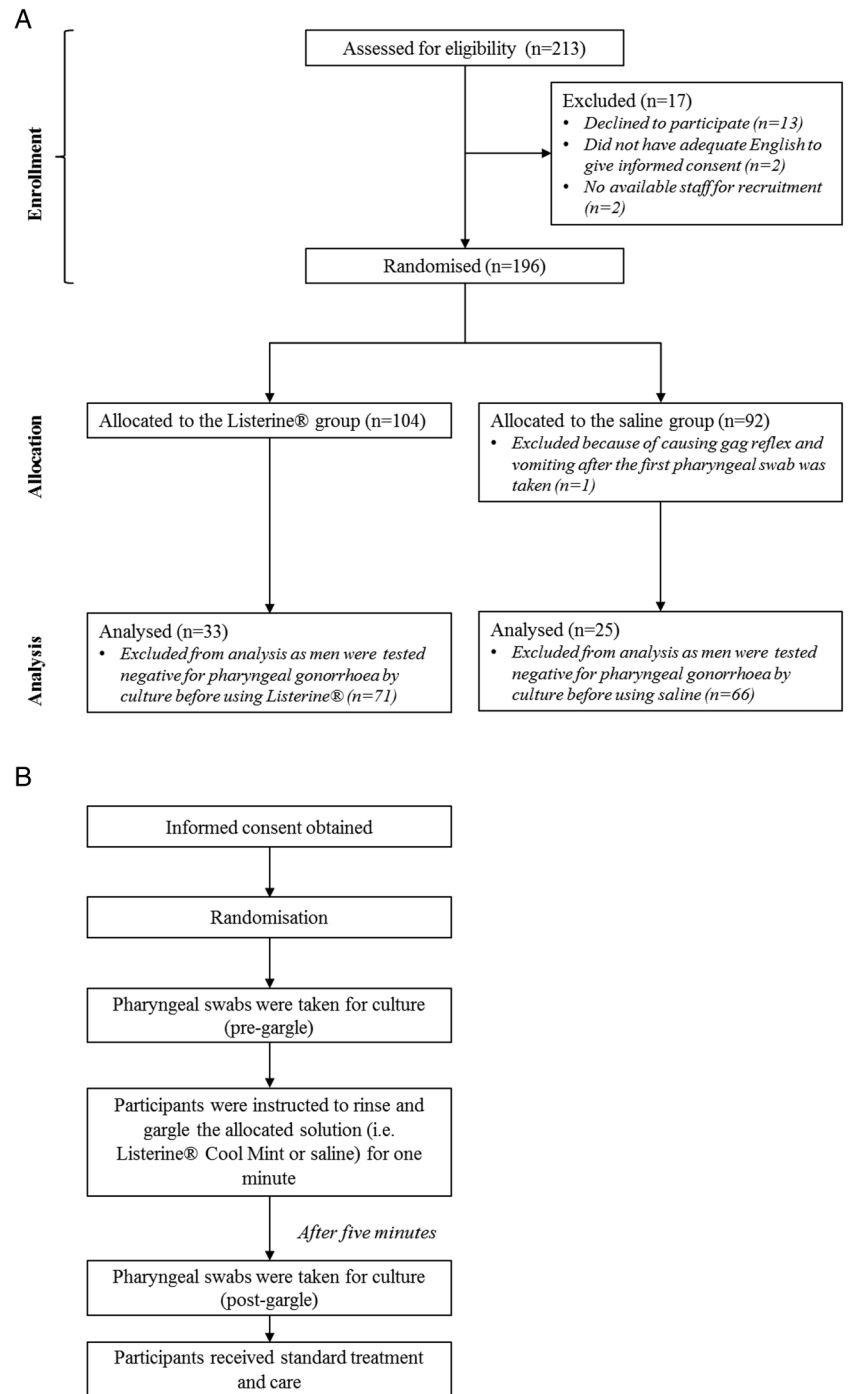 A
Assessed for eligibility (n=213)
Enrollment
Excluded (n=17)
• Declined to participate (n=13)
• Did not have adequate English to
give informed consent (n=2)
• No available staff for recruitment
(n=2)
Randomised (n=196)
Allocation
Allocated to the Listerine® group (n=104)
Allocated to the saline group (n=92)
• Excluded because of causing gag reflex and
vomiting after the first pharyngeal swab was
taken (n=1)
Analysis
Analysed (n=33)
• Excluded from analysis as men were tested
negative for pharyngeal gonorrhoea by
culture before using Listerine® (n=71)
Analysed (n=25)
• Excluded from analysis as men were tested
negative for pharyngeal gonorrhoea by
culture before using saline (n=66)
B
Informed consent obtained
Randomisation
Pharyngeal swabs were taken for culture
(pre-gargle)
Participants were instructed to rinse and
gargle the allocated solution (i.e.
Listerine® Cool Mint or saline) for one
minute
After five minutes
Pharyngeal swabs were taken for culture
(post-gargle)
Participants received standard treatment
and care